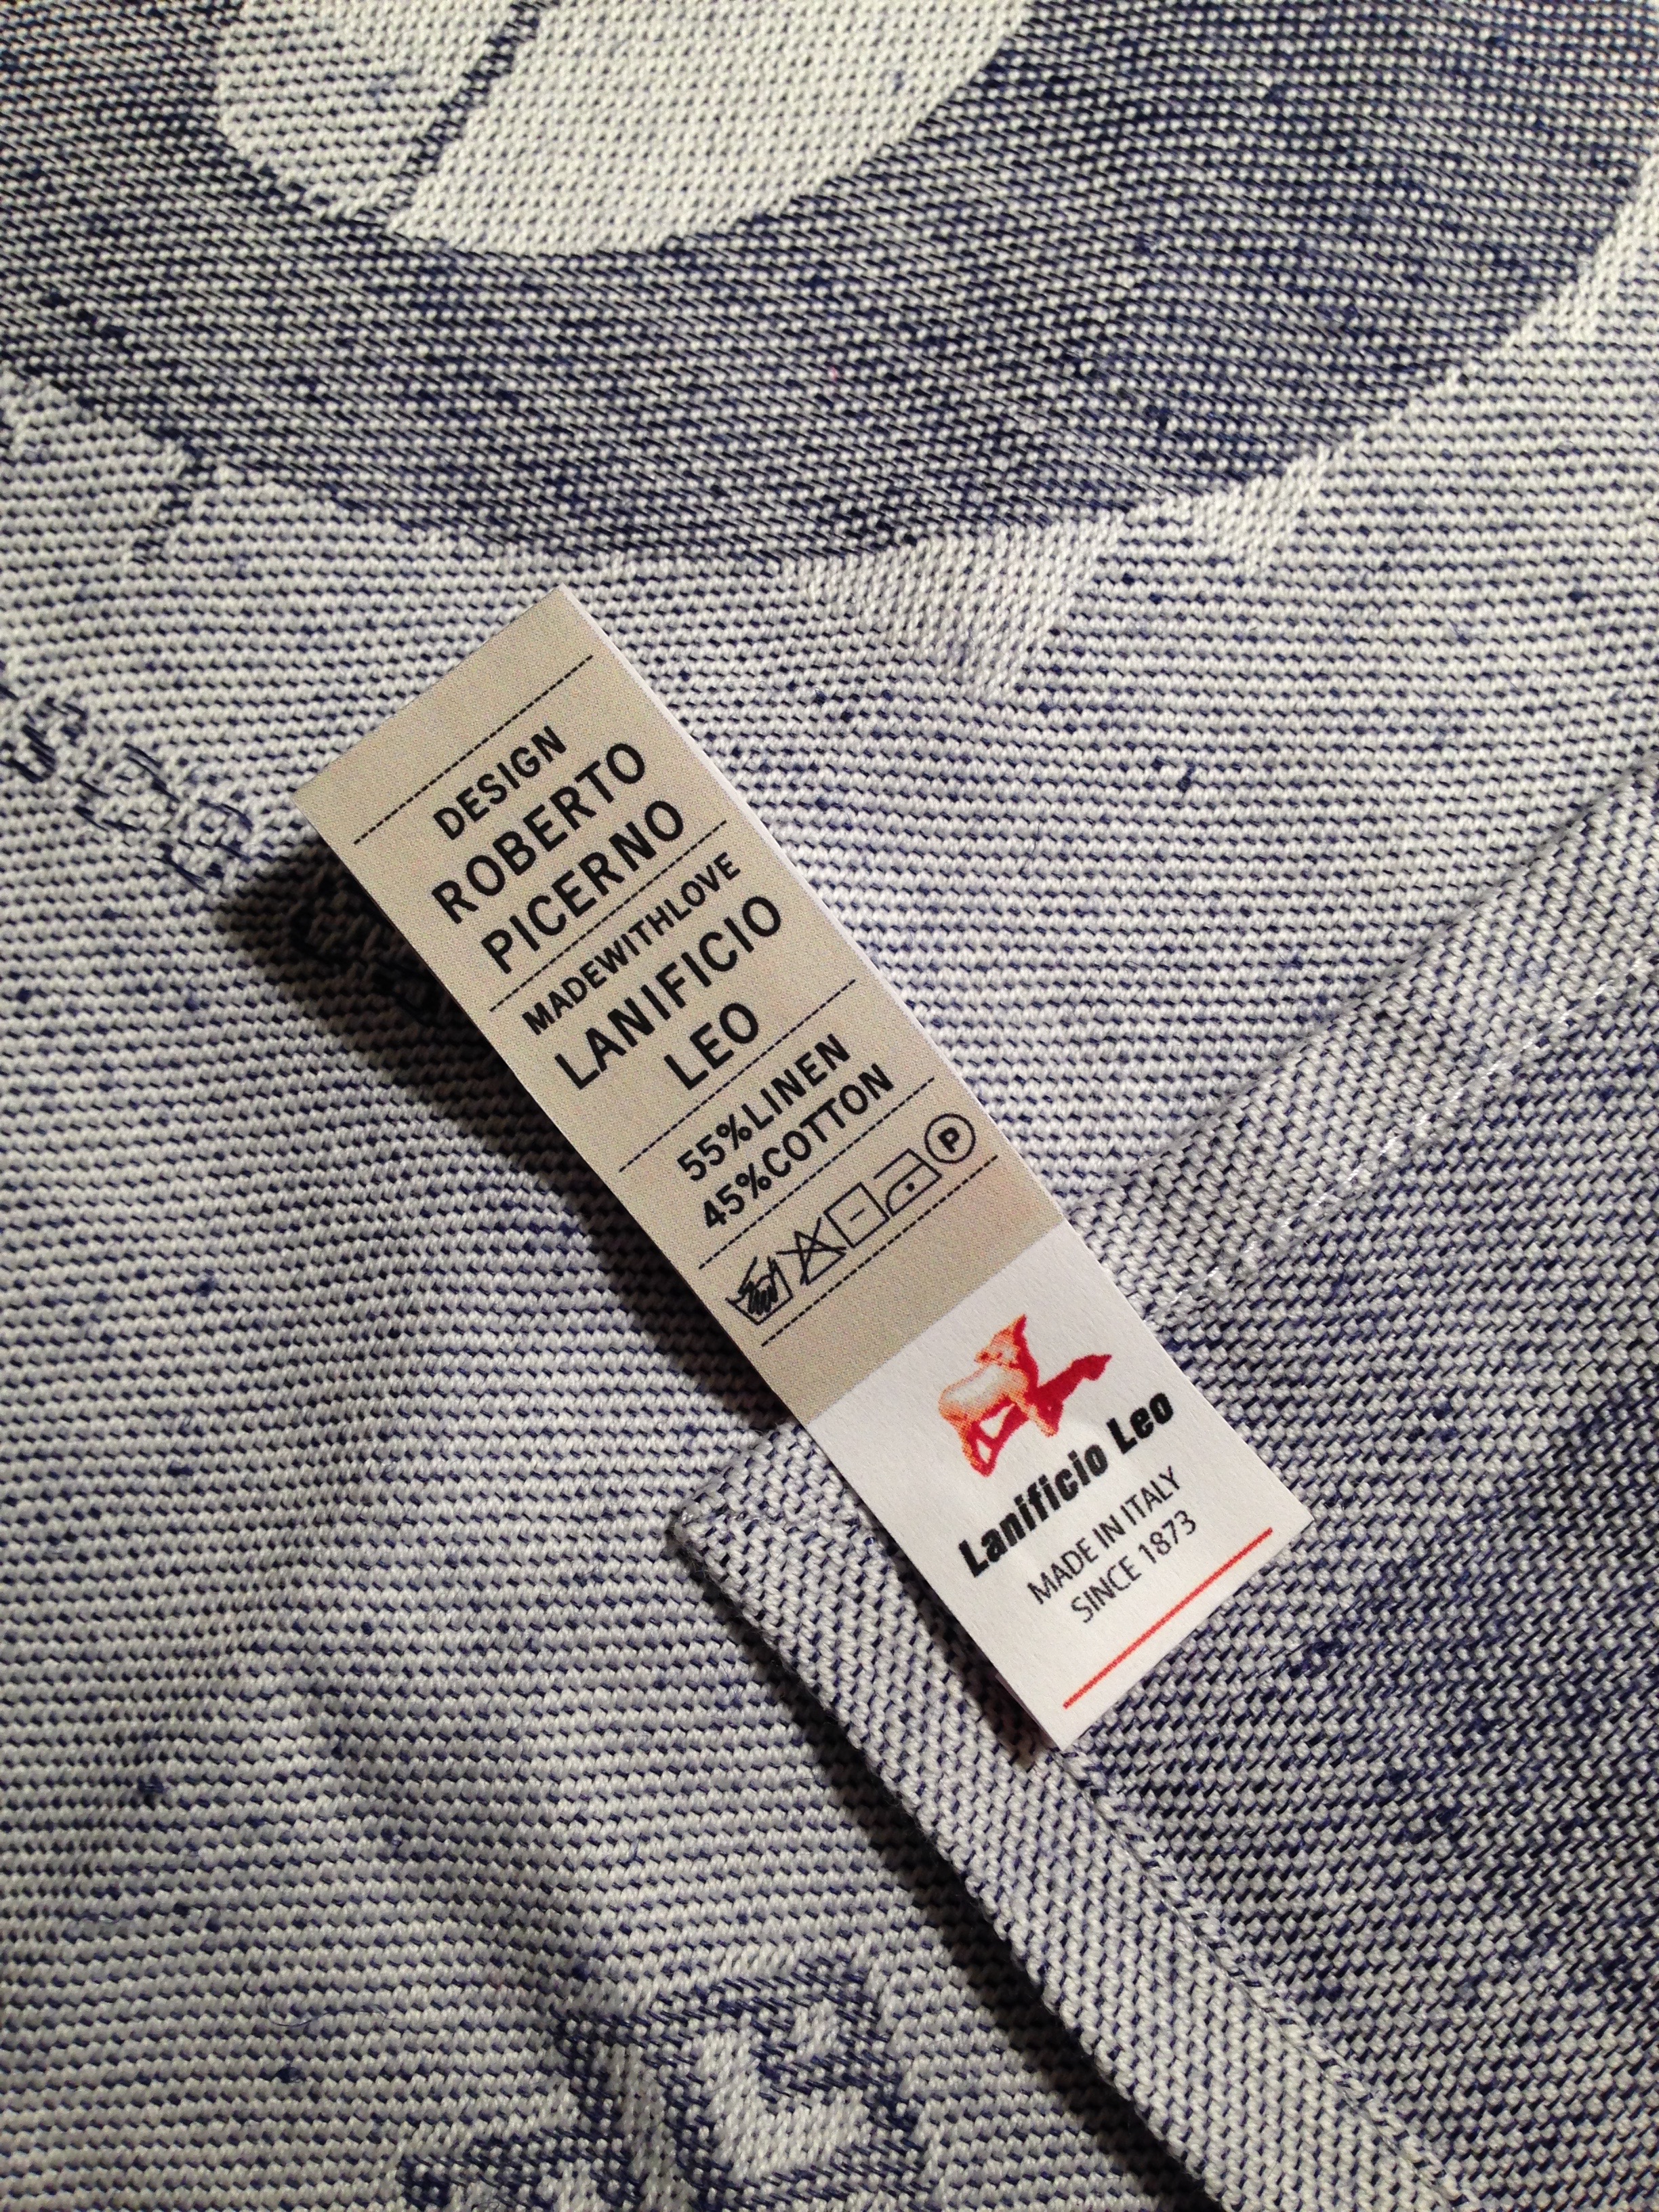 DESIGN
ROBERTO
PICERNO
MADEWITHLOVE
LANIFICIO
LEO
55%LINEN
45%COTTON
P
Lanificio Leo
MADE IN ITALY
SINCE 1873